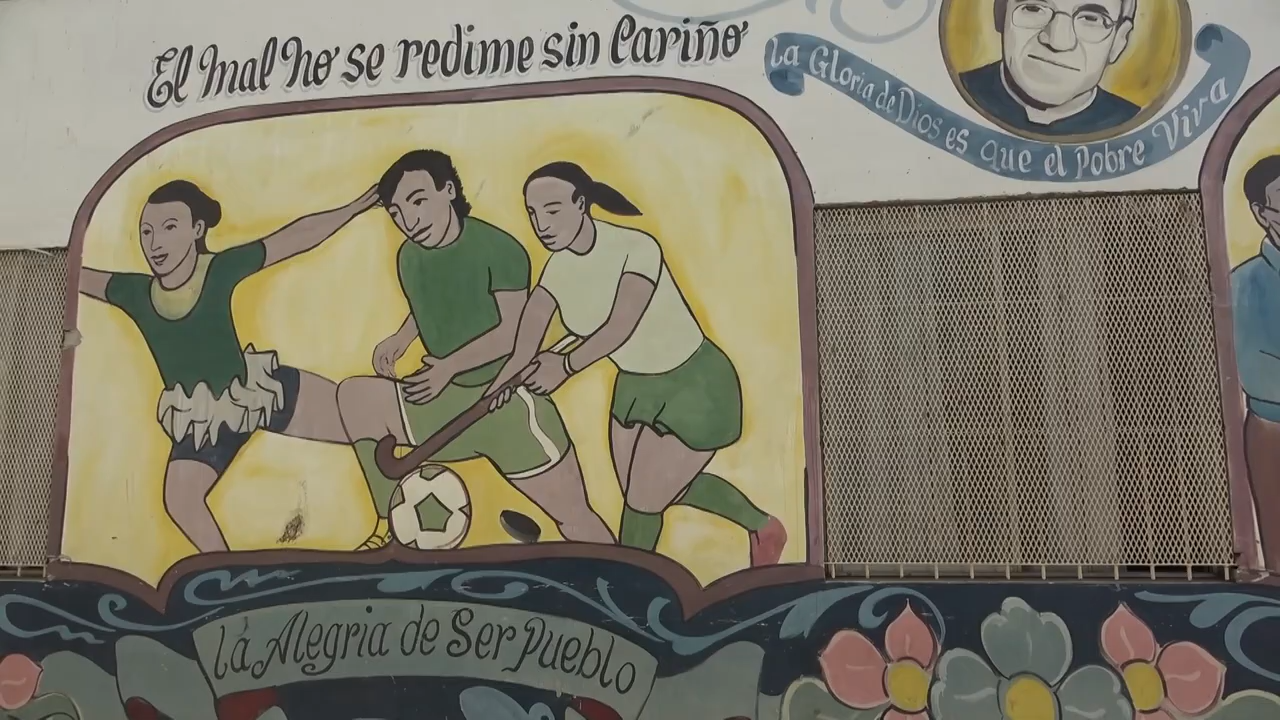 El mal no se redime sin Cariño
la Gloria de Dios es que el Pobre Viva
la Alegria de Ser Pueblo